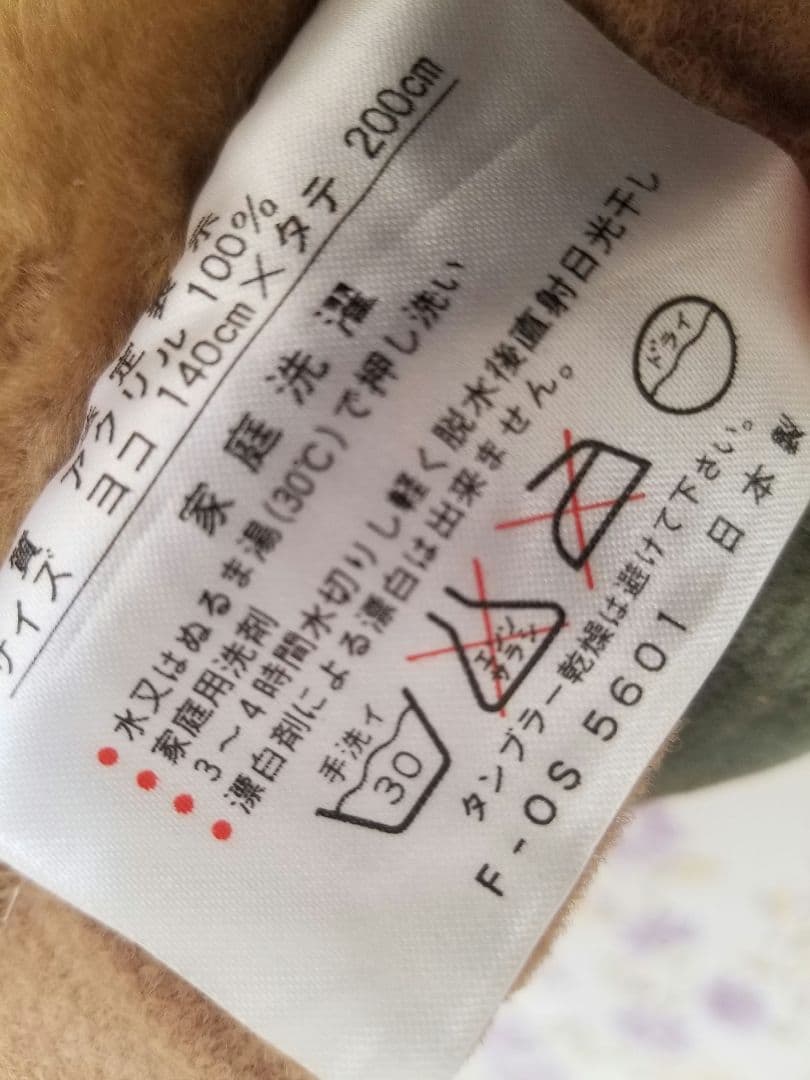 定 表 示
質 アクリル 100%
サイズ ヨコ 140cm×タテ 200cm
家庭洗濯
● 水又はぬるま湯(30℃)で押し洗い
● 家庭用洗剤
● 3～4時間水切りし軽く脱水後直射日光干し
● 漂白剤による漂白は出来ません。
手洗イ
30
エンソ
サラシ
ドライ
タンブラー乾燥は避けて下さい。
F-OS 5601 日本製